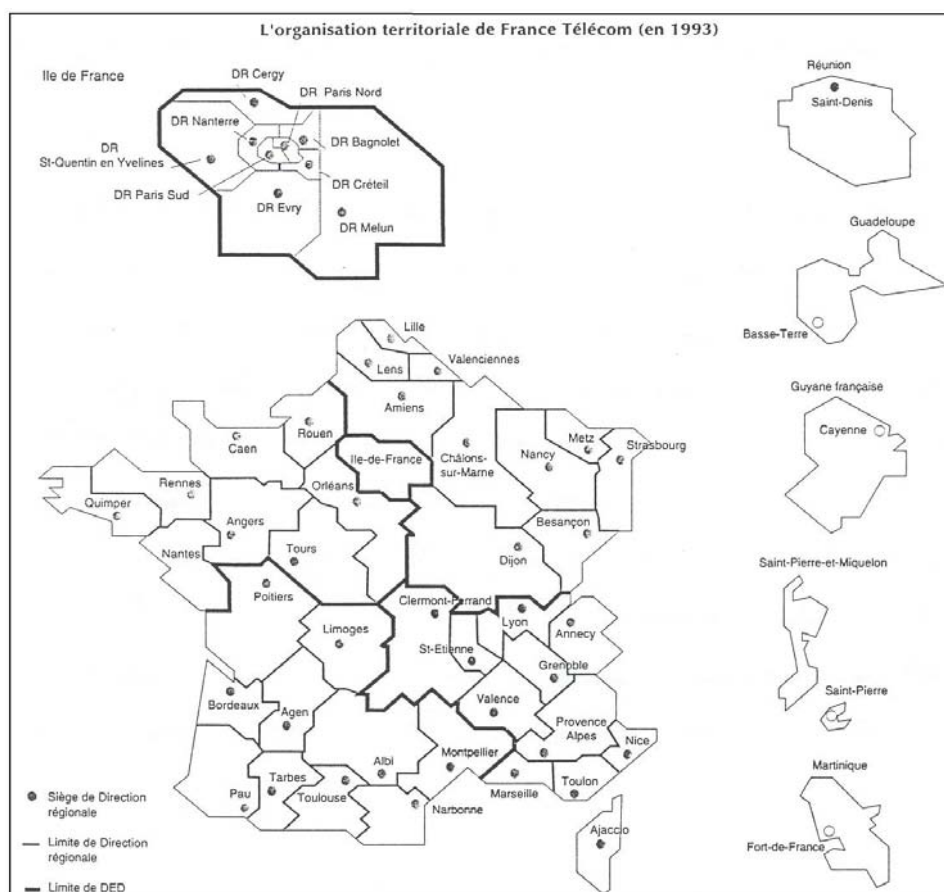 L'organisation territoriale de France Télécom (en 1993)
Ile de France
DR Cergy
DR Paris Nord
DR Nanterre
DR Bagnolet
DR
St-Quentin en Yvelines
DR Créteil
DR Paris Sud
DR Evry
DR Melun
Réunion
Saint-Denis
Guadeloupe
Basse-Terre
Guyane française
Cayenne
Saint-Pierre-et-Miquelon
Saint-Pierre
Martinique
Fort-de-France
Lille
Lens
Valenciennes
Amiens
Rouen
Caen
Ile-de-France
Châlons-
sur-Marne
Metz
Nancy
Strasbourg
Rennes
Quimper
Orléans
Angers
Nantes
Tours
Besançon
Dijon
Poitiers
Clermont-Ferrand
Limoges
Lyon
Annecy
St-Etienne
Grenoble
Bordeaux
Agen
Valence
Provence
Alpes
Nice
Albi
Montpellier
Marseille
Toulon
Pau
Tarbes
Toulouse
Narbonne
Ajaccio
Siège de Direction
régionale
Limite de Direction
régionale
Limite de DED